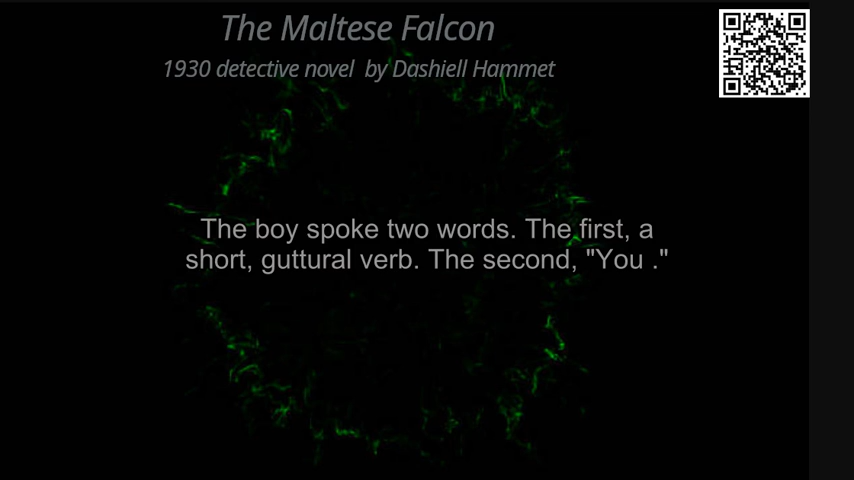 The Maltese Falcon
1930 detective novel by Dashiell Hammet
The boy spoke two words. The first, a
short, guttural verb. The second, "You ."